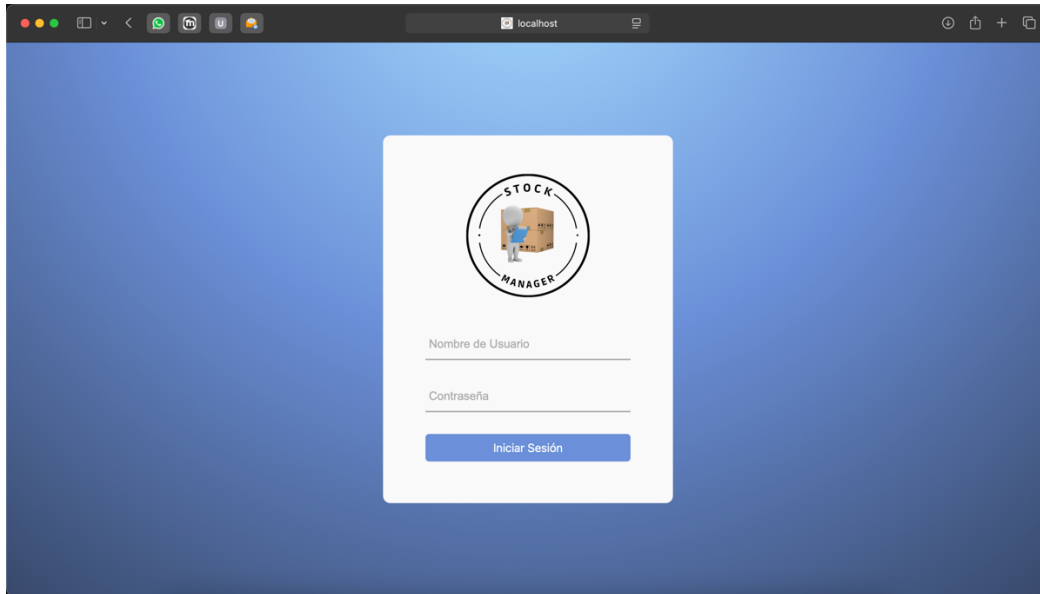 localhost
STOCK
MANAGER
Nombre de Usuario
Contraseña
Iniciar Sesión